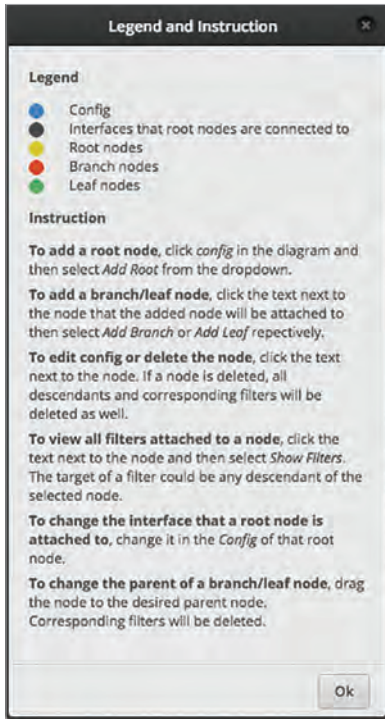 Legend and Instruction
Legend
Config
Interfaces that root nodes are connected to
Root nodes
Branch nodes
Leaf nodes
Instruction
To add a root node, click config in the diagram and
then select Add Root from the dropdown.
To add a branch/leaf node, click the text next to
the node that the added node will be attached to
then select Add Branch or Add Leaf repectively.
To edit config or delete the node, click the text
next to the node. If a node is deleted, all
descendants and corresponding filters will be
deleted as well.
To view all filters attached to a node, click the
text next to the node and then select Show Filters.
The target of a filter could be any descendant of the
selected node.
To change the interface that a root node is
attached to, change it in the Config of that root
node.
To change the parent of a branch/leaf node, drag
the node to the desired parent node.
Corresponding filters will be deleted.
Ok